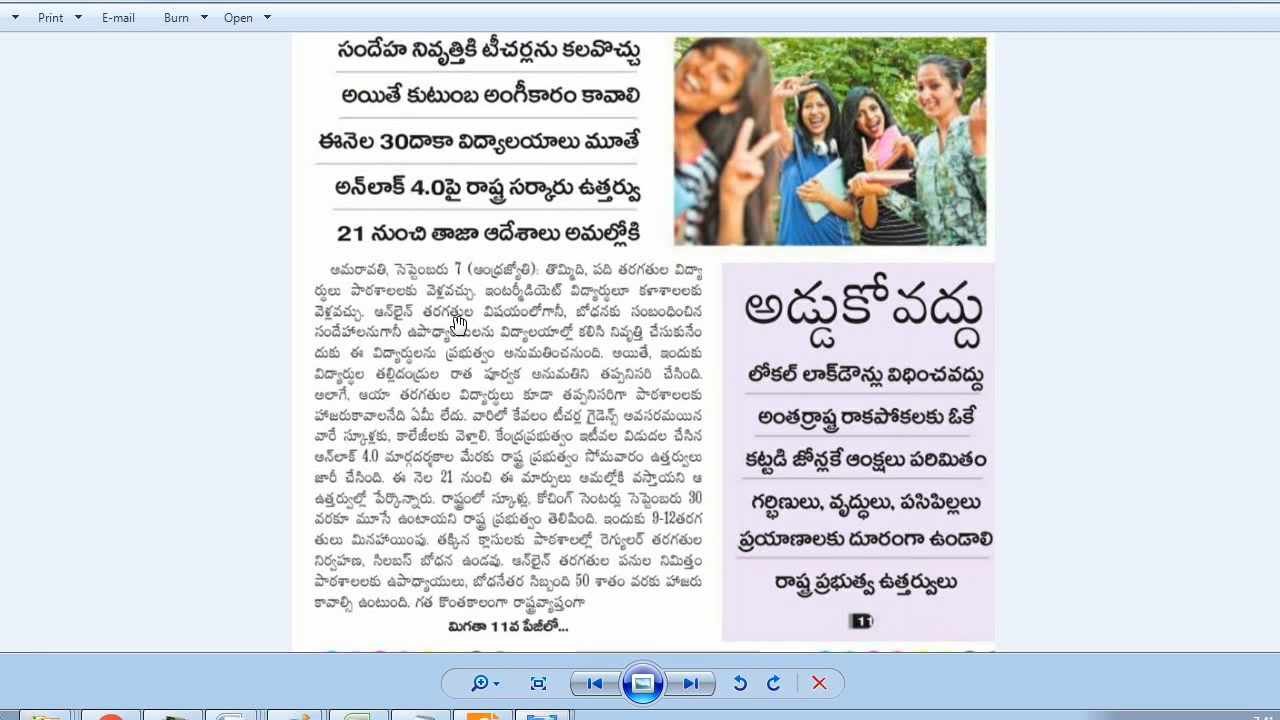 Print
E-mail
Burn
Open
సందేహ నివృత్తికి టీచర్లను కలవొచ్చు
అయితే కుటుంబ అంగీకారం కావాలి
ఈనెల 30దాకా విద్యాలయాలు మూతే
అన్‌లాక్ 4.0పై రాష్ట్ర సర్కారు ఉత్తర్వు
21 నుంచి తాజా ఆదేశాలు అమల్లోకి
అమరావతి, సెప్టెంబరు 7 (ఆంధ్రజ్యోతి): తొమ్మిది, పది తరగతుల విద్యా
ర్థులు పాఠశాలలకు వెళ్లవచ్చు. ఇంటర్మీడియెట్ విద్యార్థులూ కళాశాలలకు
వెళ్లవచ్చు. ఆన్‌లైన్ తరగతుల విషయంలోగానీ, బోధనకు సంబంధించిన
సందేహాలనుగానీ ఉపాధ్యాయులను విద్యాలయాల్లో కలిసి నివృత్తి చేసుకునేం
దుకు ఈ విద్యార్థులను ప్రభుత్వం అనుమతించనుంది. అయితే, ఇందుకు
విద్యార్థుల తల్లిదండ్రుల రాత పూర్వక అనుమతిని తప్పనిసరి చేసింది.
అలాగే, ఆయా తరగతుల విద్యార్థులు కూడా తప్పనిసరిగా పాఠశాలలకు
హాజరుకావాలనేది ఏమీ లేదు. వారిలో కేవలం టీచర్ల గైడెన్స్ అవసరమయిన
వారే స్కూళ్లకు, కాలేజీలకు వెళ్లాలి. కేంద్రప్రభుత్వం ఇటీవల విడుదల చేసిన
అన్‌లాక్ 4.0 మార్గదర్శకాల మేరకు రాష్ట్ర ప్రభుత్వం సోమవారం ఉత్తర్వులు
జారీ చేసింది. ఈ నెల 21 నుంచి ఈ మార్పులు అమల్లోకి వస్తాయని ఆ
ఉత్తర్వుల్లో పేర్కొన్నారు. రాష్ట్రంలో స్కూళ్లు, కోచింగ్ సెంటర్లు సెప్టెంబరు 30
వరకూ మూసే ఉంటాయని రాష్ట్ర ప్రభుత్వం తెలిపింది. ఇందుకు 9-12తరగ
తులు మినహాయింపు. తక్కిన క్లాసులకు పాఠశాలల్లో రెగ్యులర్ తరగతుల
నిర్వహణ, సిలబస్ బోధన ఉండవు. ఆన్‌లైన్ తరగతుల పనుల నిమిత్తం
పాఠశాలలకు ఉపాధ్యాయులు, బోధనేతర సిబ్బంది 50 శాతం వరకు హాజరు
కావాల్సి ఉంటుంది. గత కొంతకాలంగా రాష్ట్రవ్యాప్తంగా
మిగతా 11వ పేజీలో...
అడ్డుకోవద్దు
లోకల్ లాక్‌డౌన్లు విధించవద్దు
అంతర్రాష్ట్ర రాకపోకలకు ఓకే
కట్టడి జోన్లకే ఆంక్షలు పరిమితం
గర్భిణులు, వృద్ధులు, పసిపిల్లలు
ప్రయాణాలకు దూరంగా ఉండాలి
రాష్ట్ర ప్రభుత్వ ఉత్తర్వులు
11